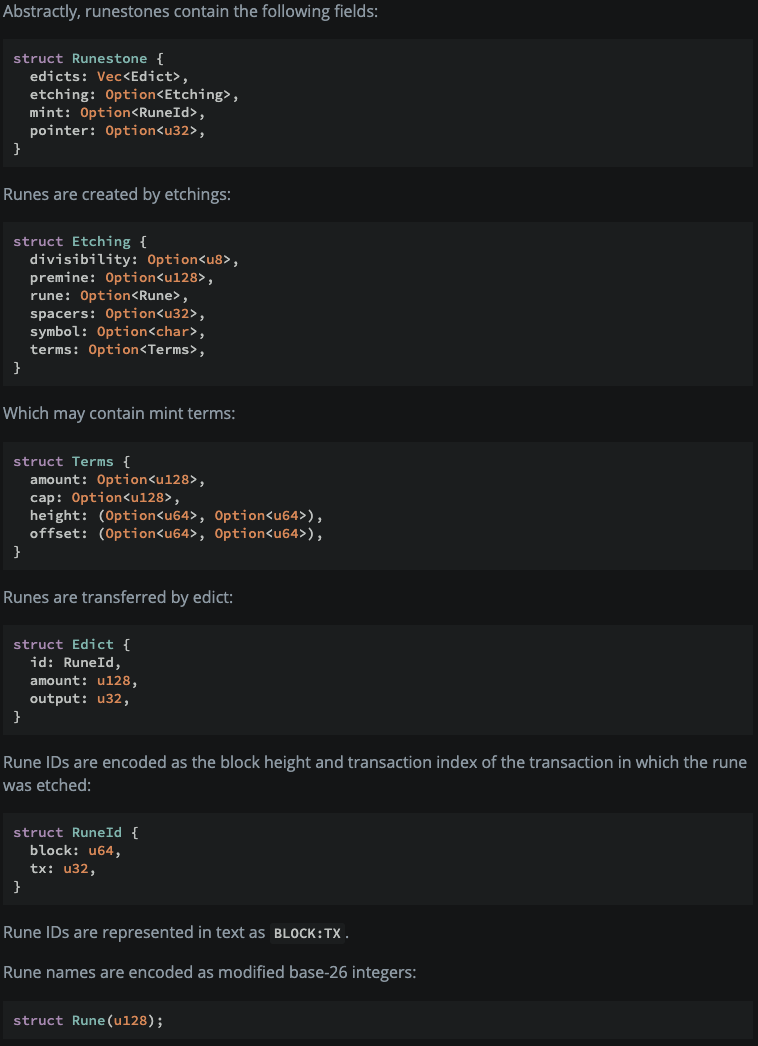 Abstractly, runestones contain the following fields:
struct Runestone {
  edicts: Vec<Edict>,
  etching: Option<Etching>,
  mint: Option<RuneId>,
  pointer: Option<u32>,
}
Runes are created by etchings:
struct Etching {
  divisibility: Option<u8>,
  premine: Option<u128>,
  rune: Option<Rune>,
  spacers: Option<u32>,
  symbol: Option<char>,
  terms: Option<Terms>,
}
Which may contain mint terms:
struct Terms {
  amount: Option<u128>,
  cap: Option<u128>,
  height: (Option<u64>, Option<u64>),
  offset: (Option<u64>, Option<u64>),
}
Runes are transferred by edict:
struct Edict {
  id: RuneId,
  amount: u128,
  output: u32,
}
Rune IDs are encoded as the block height and transaction index of the transaction in which the rune
was etched:
struct RuneId {
  block: u64,
  tx: u32,
}
Rune IDs are represented in text as BLOCK:TX.
Rune names are encoded as modified base-26 integers:
struct Rune(u128);